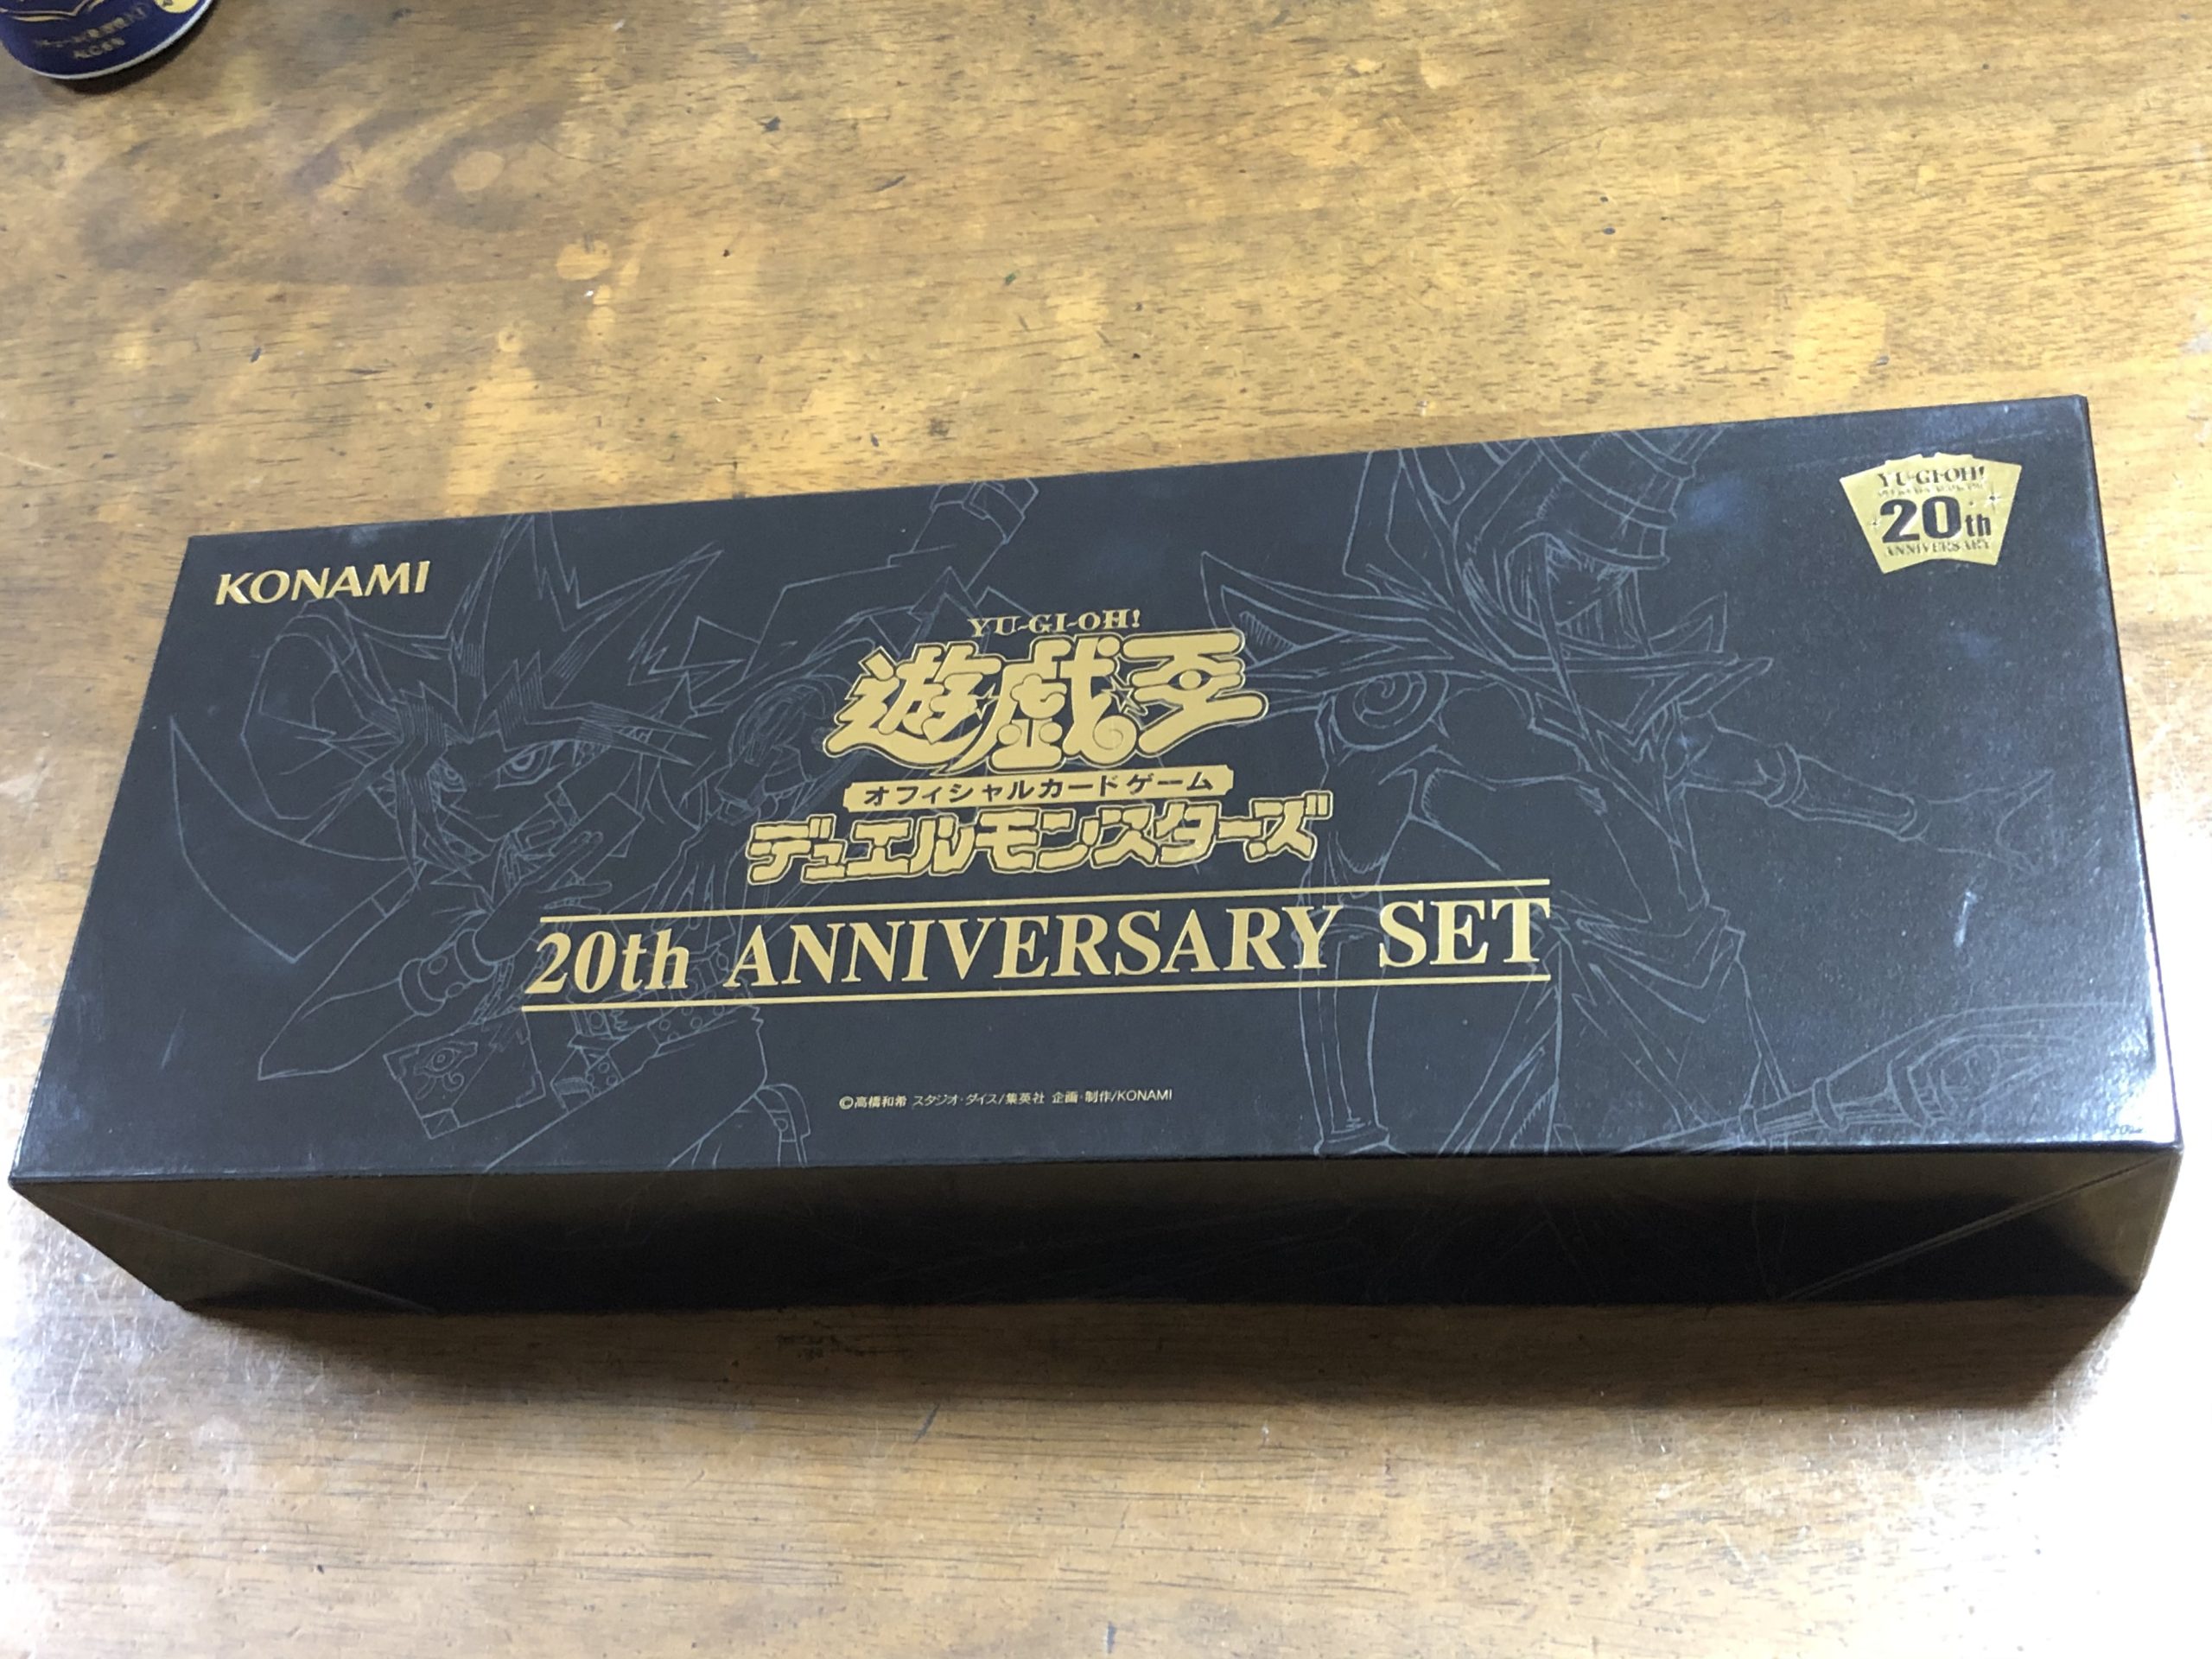 KONAMI
YU-GI-OH!
20th
ANNIVERSARY
YU-GI-OH!
遊戯王
オフィシャルカードゲーム
デュエルモンスターズ
20th ANNIVERSARY SET
©高橋和希 スタジオ・ダイス/集英社 企画・制作/KONAMI